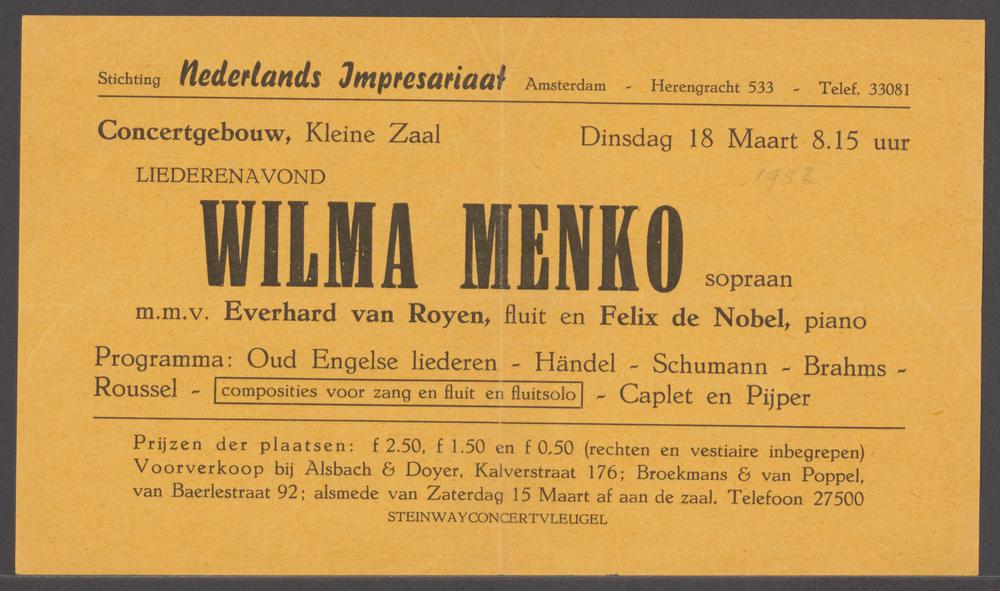 Stichting Nederlands Impresariaat Amsterdam - Herengracht 533 - Telef. 33081
Concertgebouw, Kleine Zaal Dinsdag 18 Maart 8.15 uur
1952
LIEDERENAVOND
WILMA MENKO sopraan
m.m.v. Everhard van Royen, fluit en Felix de Nobel, piano
Programma: Oud Engelse liederen - Händel - Schumann - Brahms -
Roussel - composities voor zang en fluit en fluitsolo - Caplet en Pijper
Prijzen der plaatsen: f 2.50, f 1.50 en f 0.50 (rechten en vestiaire inbegrepen)
Voorverkoop bij Alsbach & Doyer, Kalverstraat 176; Broekmans & van Poppel,
van Baerlestraat 92; alsmede van Zaterdag 15 Maart af aan de zaal. Telefoon 27500
STEINWAYCONCERTVLEUGEL